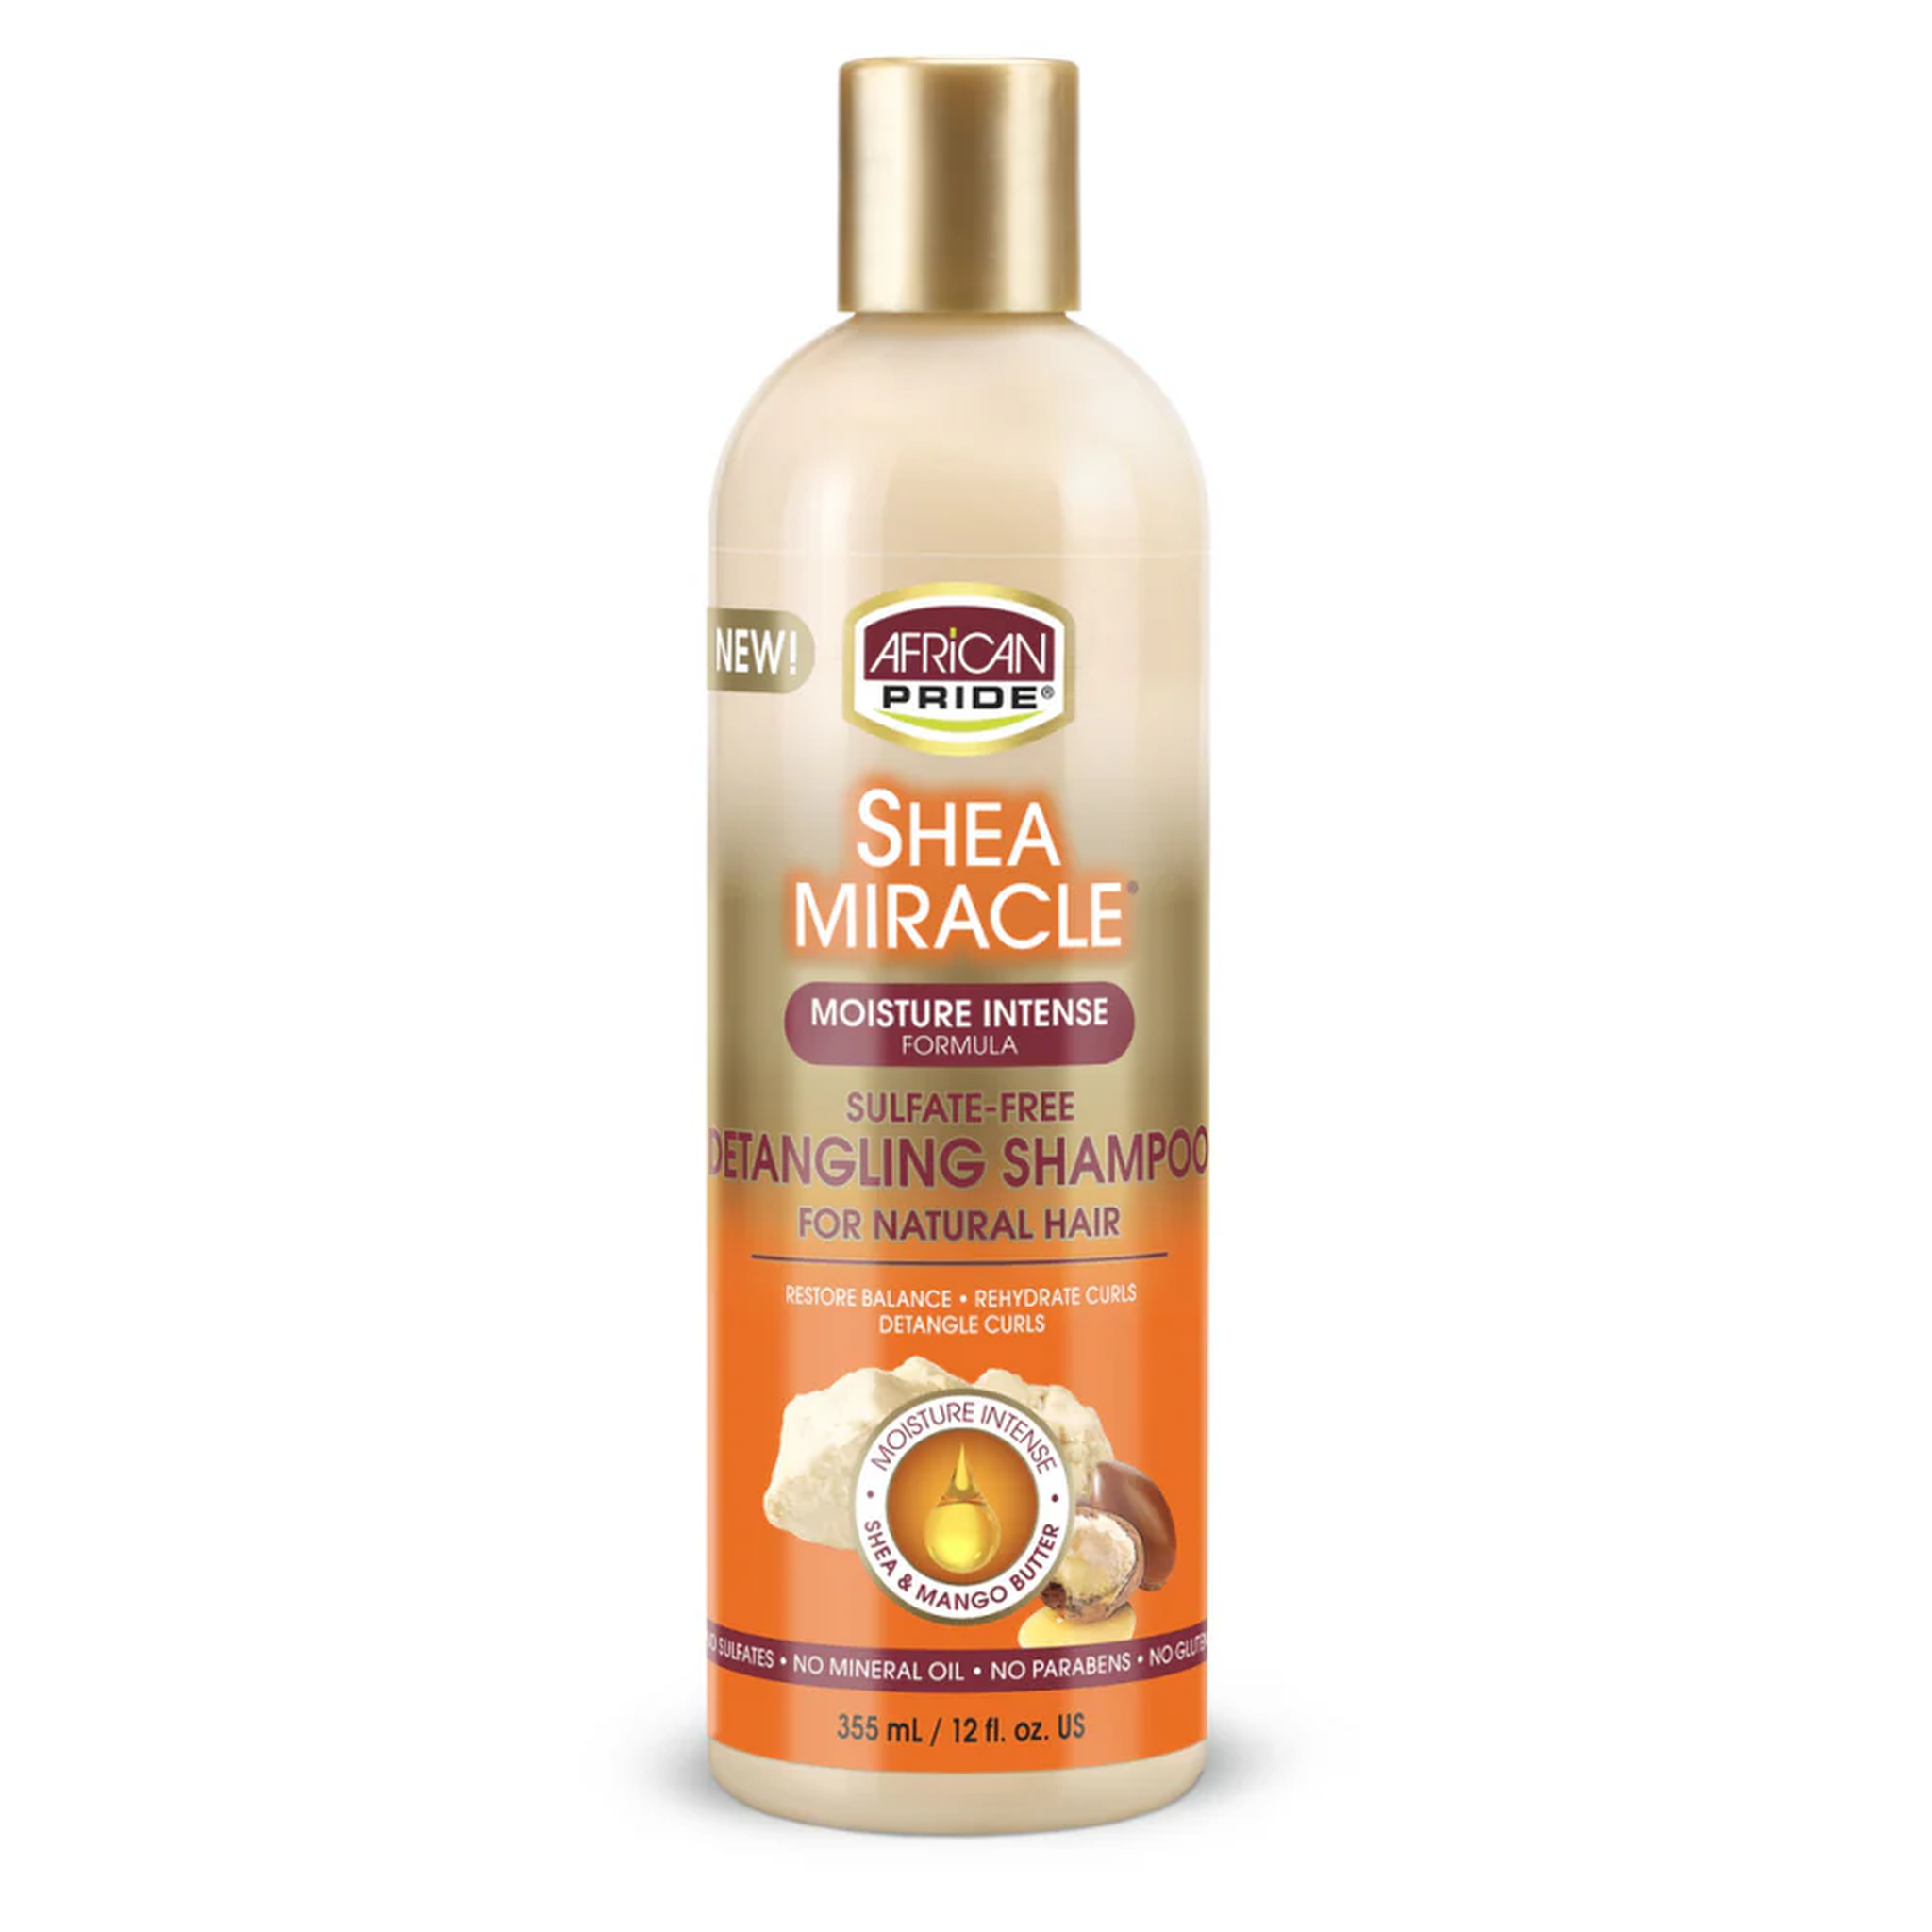 NEW!
AFRiCAN
PRIDE®
SHEA
MIRACLE®
MOISTURE INTENSE
FORMULA
SULFATE-FREE
DETANGLING SHAMPOO
FOR NATURAL HAIR
RESTORE BALANCE • REHYDRATE CURLS
DETANGLE CURLS
• MOISTURE INTENSE •
SHEA & MANGO BUTTER
NO SULFATES • NO MINERAL OIL • NO PARABENS • NO GLUTEN
355 mL / 12 fl. oz. US